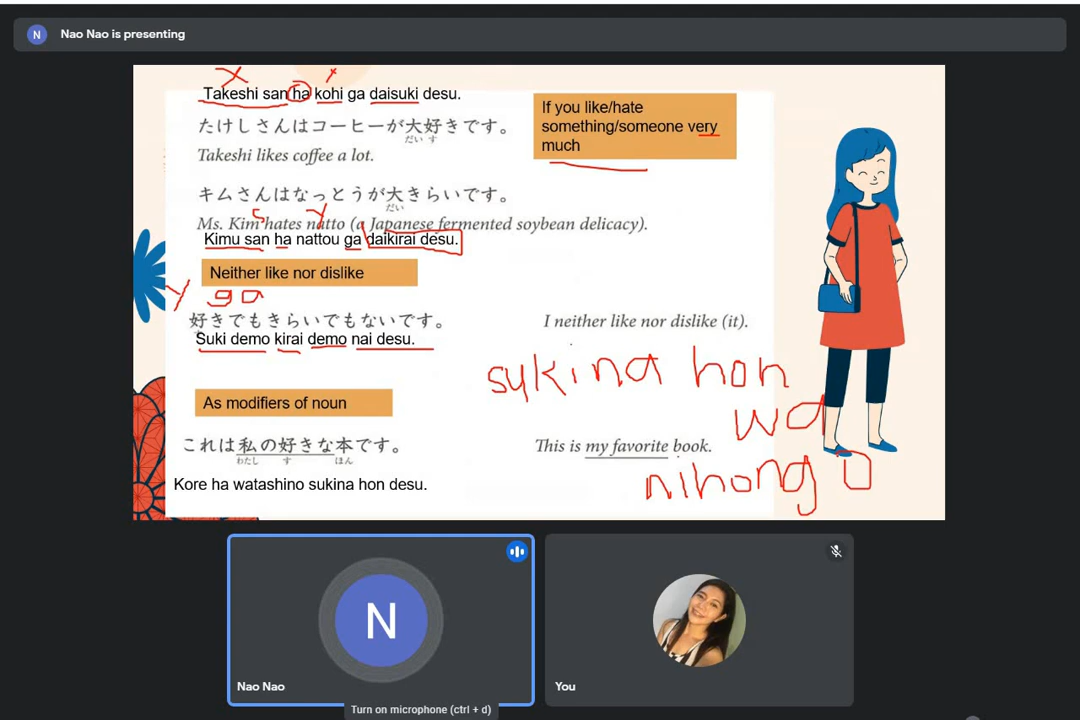 Nao Nao is presenting
x
Takeshi san ha kohi ga daisuki desu.
たけしさんはコーヒーが大好きです。
だい す
Takeshi likes coffee a lot.
If you like/hate
something/someone very
much
キムさんはなっとうが大きらいです。
だい
Ms. Kim hates natto (a Japanese fermented soybean delicacy).
s y
Kimu san ha nattou ga daikirai desu.
Neither like nor dislike
y ga
好きでもきらいでもないです。
す
I neither like nor dislike (it).
Suki demo kirai demo nai desu.
sukina hon
wa
nihongo
As modifiers of noun
これは私の好きな本です。
わたし す ほん
This is my favorite book.
Kore ha watashino sukina hon desu.
N
Nao Nao
You
Turn on microphone (ctrl + d)